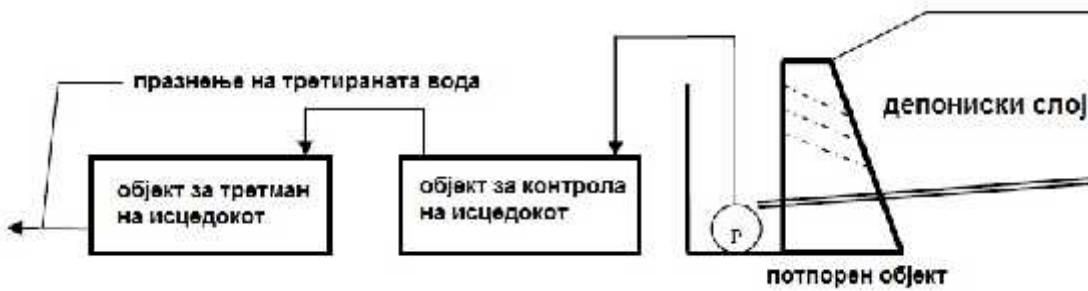 празнење на третираната вода
депониски слој
објект за третман
на исцедокот
објект за контрола
на исцедокот
P
потпорен објект